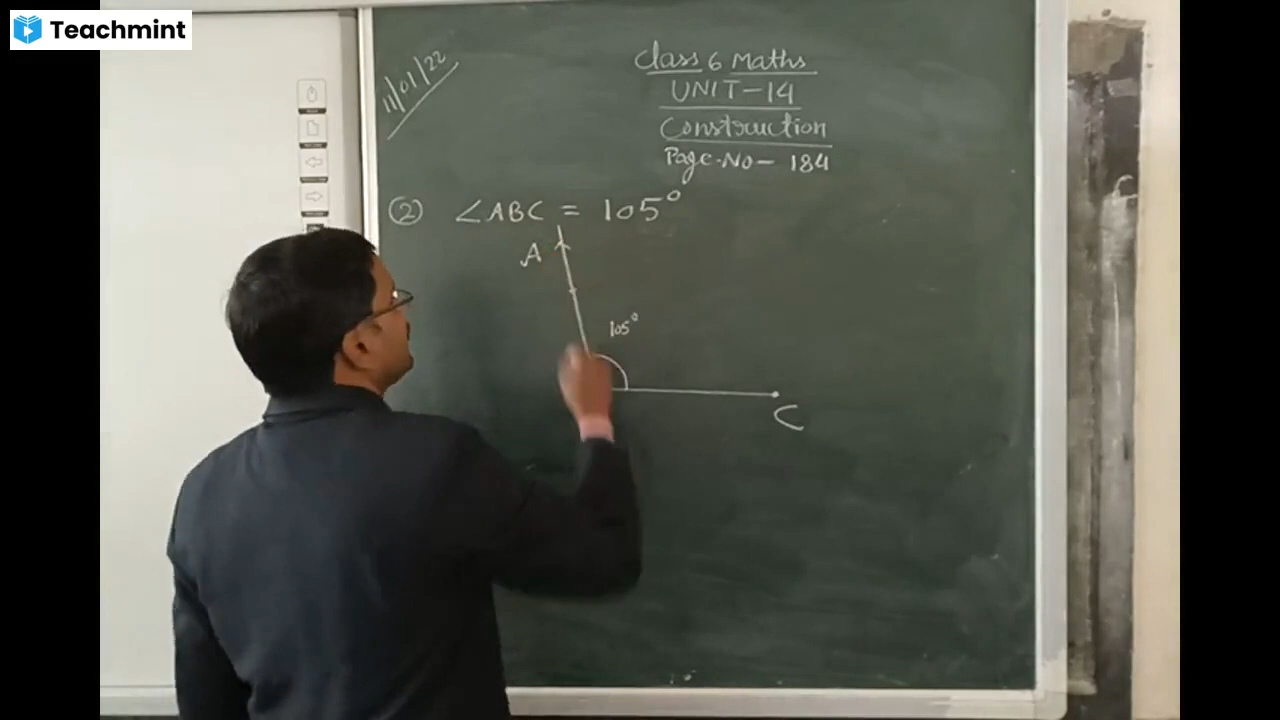 Teachmint
11/01/22
Class 6 Maths
UNIT-14
Construction
Page-No- 184
② ∠ABC = 105°
A
105°
C